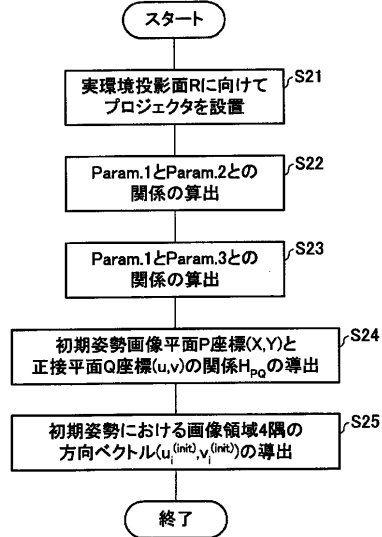 スタート
S21
実環境投影面Rに向けて
プロジェクタを設置
S22
Param.1とParam.2との
関係の算出
S23
Param.1とParam.3との
関係の算出
S24
初期姿勢画像平面P座標(X,Y)と
正接平面Q座標(u,v)の関係H_PQの導出
S25
初期姿勢における画像領域4隅の
方向ベクトル(u_i^(init),v_i^(init))の導出
終了